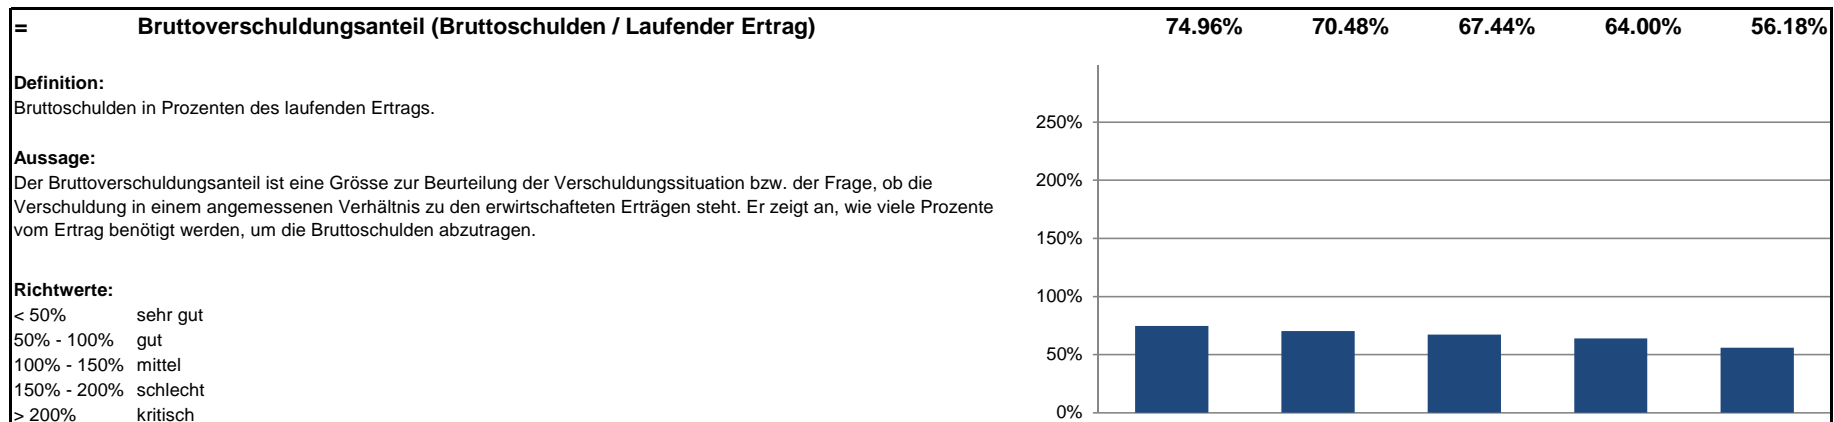 = Bruttoverschuldungsanteil (Bruttoschulden / Laufender Ertrag) 74.96% 70.48% 67.44% 64.00% 56.18%
Definition:
Bruttoschulden in Prozenten des laufenden Ertrags.
Aussage:
Der Bruttoverschuldungsanteil ist eine Grösse zur Beurteilung der Verschuldungssituation bzw. der Frage, ob die
Verschuldung in einem angemessenen Verhältnis zu den erwirtschafteten Erträgen steht. Er zeigt an, wie viele Prozente
vom Ertrag benötigt werden, um die Bruttoschulden abzutragen.
Richtwerte:
< 50% sehr gut
50% - 100% gut
100% - 150% mittel
150% - 200% schlecht
> 200% kritisch
250%
200%
150%
100%
50%
0%